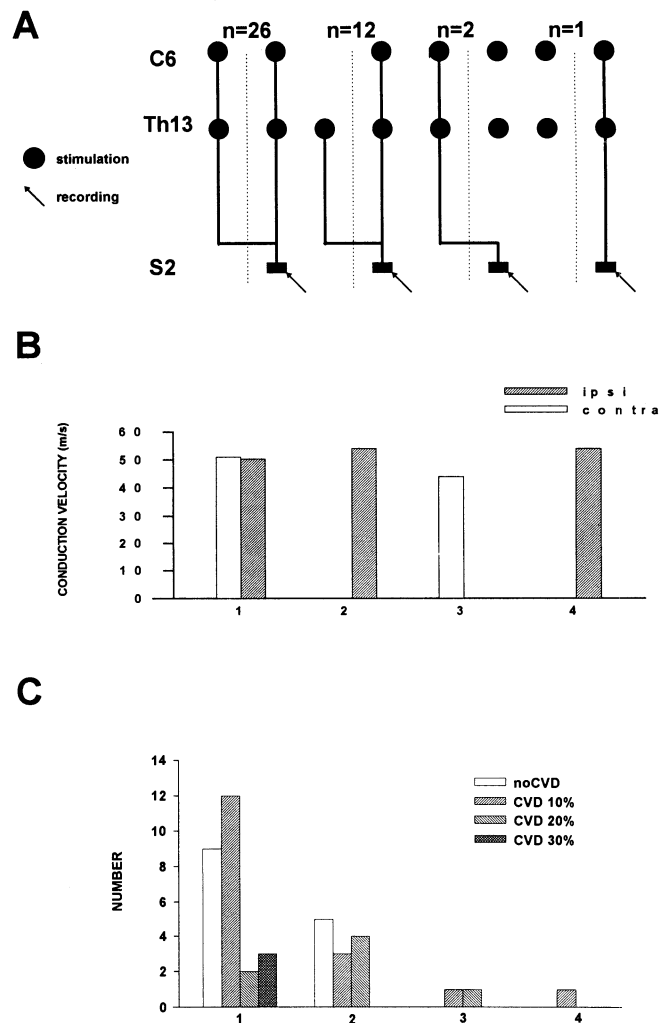 A
n=26 n=12 n=2 n=1
C6
Th13
stimulation
recording
S2
B
ipsi
contra
CONDUCTION VELOCITY (m/s)
60
50
40
30
20
10
0
1 2 3 4
C
NUMBER
14
12
10
8
6
4
2
0
noCVD
CVD 10%
CVD 20%
CVD 30%
1 2 3 4